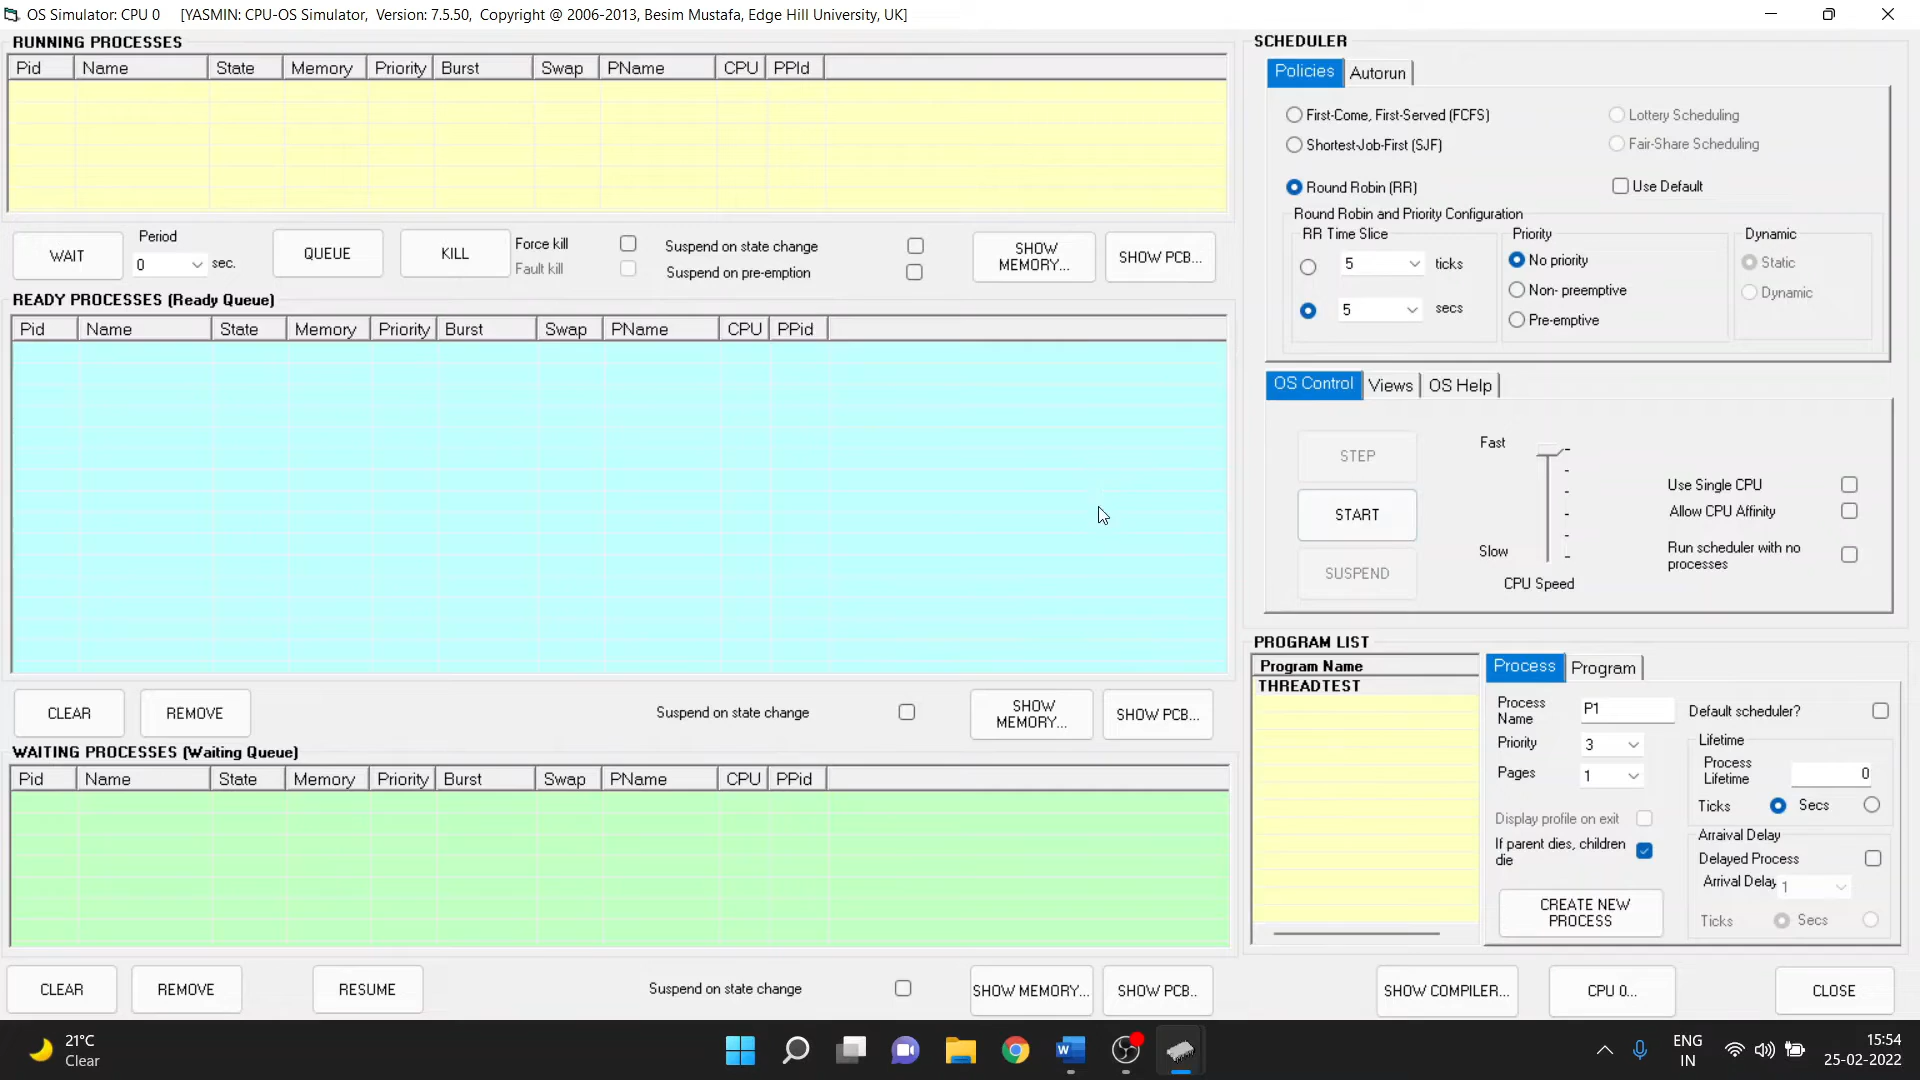 OS Simulator: CPU 0 [YASMIN: CPU-OS Simulator, Version: 7.5.50, Copyright @ 2006-2013, Besim Mustafa, Edge Hill University, UK]
RUNNING PROCESSES
Pid Name State Memory Priority Burst Swap PName CPU PPId
WAIT
Period
0 sec.
QUEUE
KILL
Force kill
Fault kill
Suspend on state change
Suspend on pre-emption
SHOW
MEMORY...
SHOW PCB...
READY PROCESSES (Ready Queue)
Pid Name State Memory Priority Burst Swap PName CPU PPid
CLEAR
REMOVE
Suspend on state change
SHOW
MEMORY...
SHOW PCB...
WAITING PROCESSES (Waiting Queue)
Pid Name State Memory Priority Burst Swap PName CPU PPid
CLEAR
REMOVE
RESUME
Suspend on state change
SHOW MEMORY...
SHOW PCB..
SCHEDULER
Policies Autorun
First-Come, First-Served (FCFS)
Lottery Scheduling
Shortest-Job-First (SJF)
Fair-Share Scheduling
Round Robin (RR)
Use Default
Round Robin and Priority Configuration
RR Time Slice
5 ticks
5 secs
Priority
No priority
Non- preemptive
Pre-emptive
Dynamic
Static
Dynamic
OS Control Views OS Help
STEP
START
SUSPEND
Fast
Slow
CPU Speed
Use Single CPU
Allow CPU Affinity
Run scheduler with no
processes
PROGRAM LIST
Program Name
THREADTEST
Process Program
Process
Name
P1
Priority 3
Pages 1
Display profile on exit
If parent dies, children
die
CREATE NEW
PROCESS
Default scheduler?
Lifetime
Process
Lifetime
0
Ticks Secs
Arraival Delay
Delayed Process
Arrival Delay 1
Ticks Secs
SHOW COMPILER...
CPU 0...
CLOSE
21°C
Clear
W
ENG
IN
15:54
25-02-2022